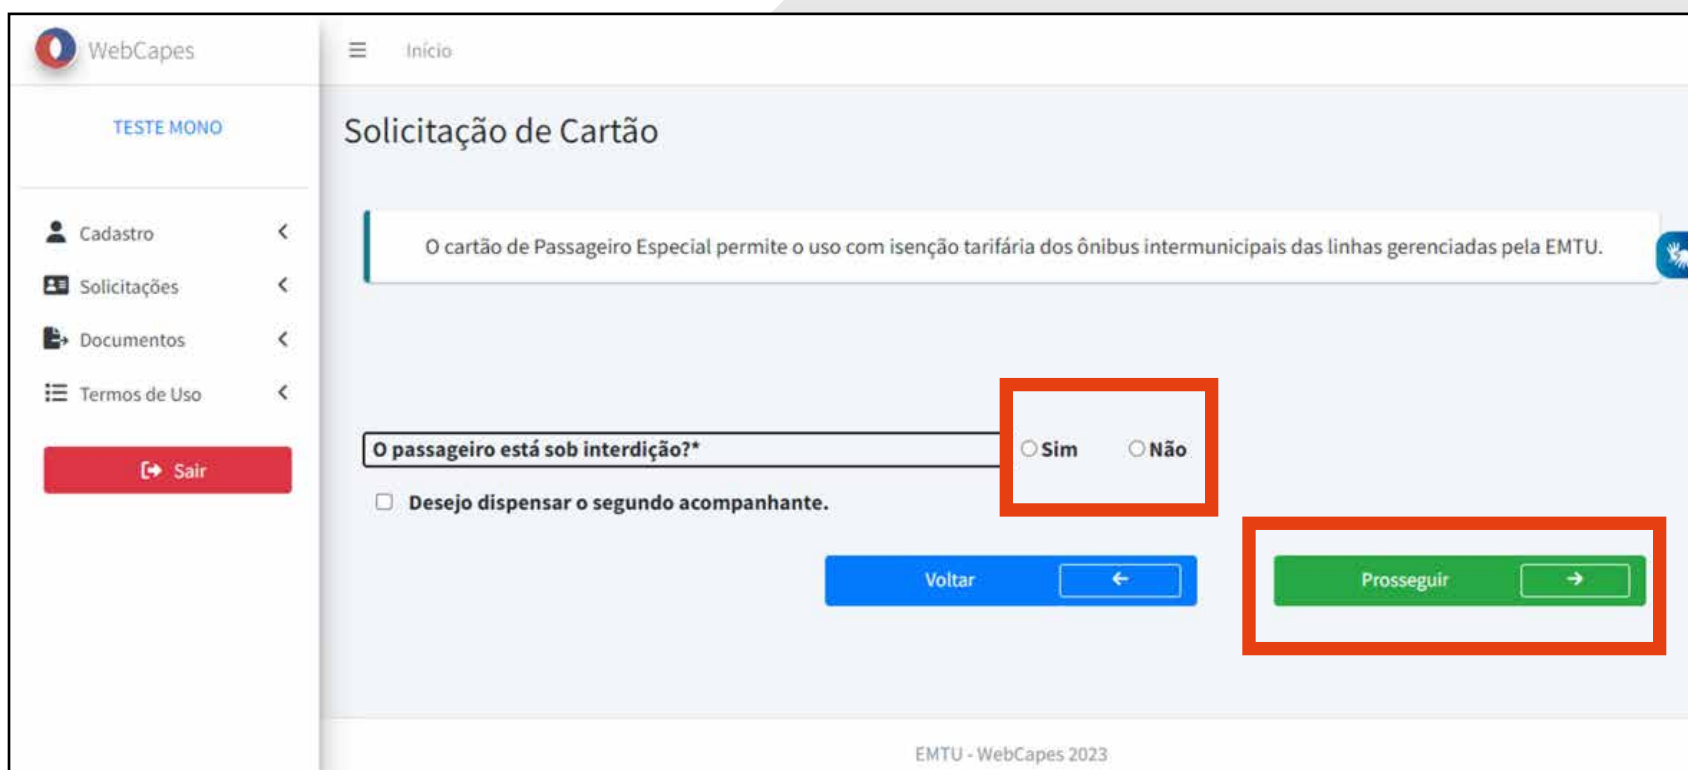 WebCapes
Início
TESTE MONO
Solicitação de Cartão
Cadastro
Solicitações
Documentos
Termos de Uso
Sair
O cartão de Passageiro Especial permite o uso com isenção tarifária dos ônibus intermunicipais das linhas gerenciadas pela EMTU.
O passageiro está sob interdição?* Sim Não
Desejo dispensar o segundo acompanhante.
Voltar Prosseguir
EMTU - WebCapes 2023